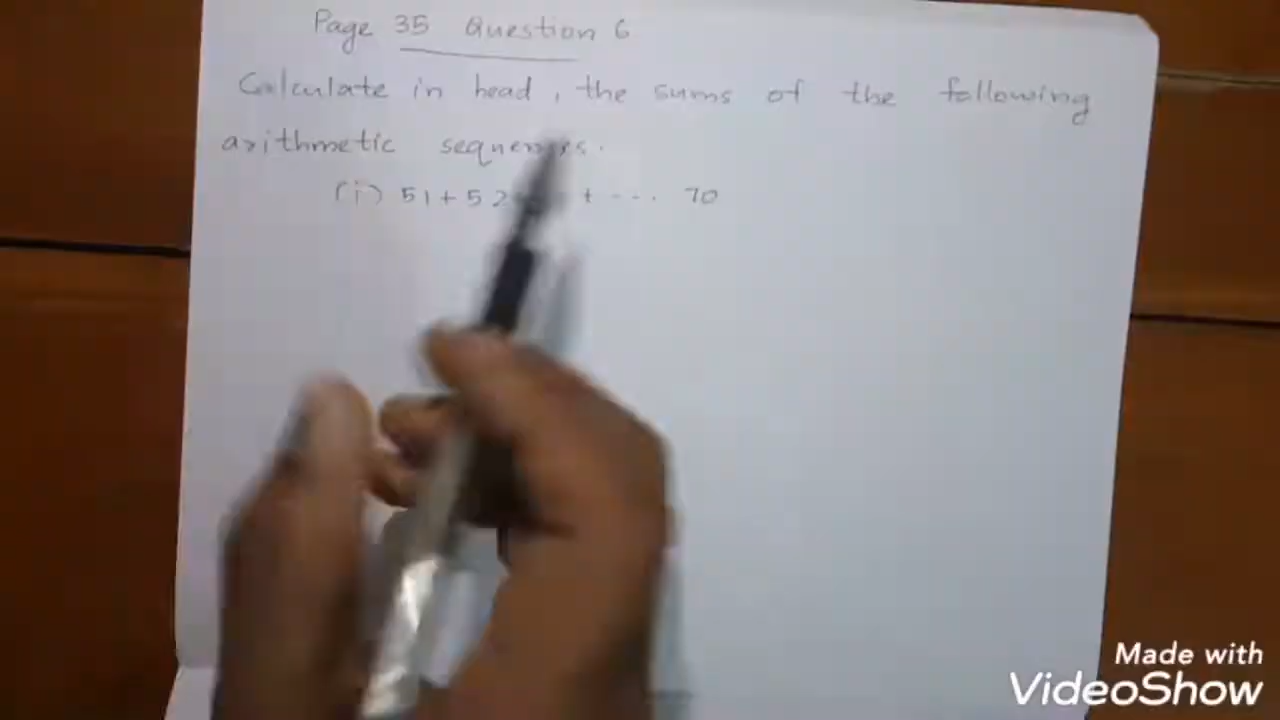 Page 35 Question 6
Calculate in head, the sums of the following
arithmetic sequences.
(i) 51+52 + --- 70
Made with
VideoShow